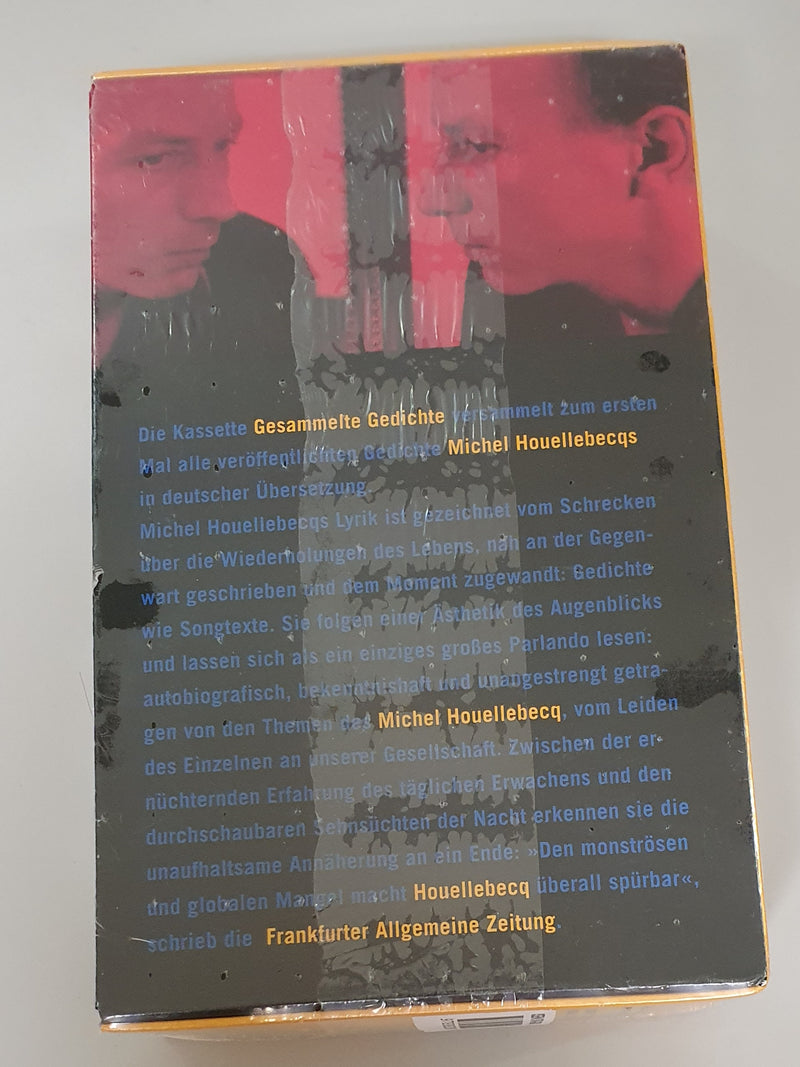 Die Kassette Gesammelte Gedichte versammelt zum ersten
Mal alle veröffentlichten Gedichte Michel Houellebecqs
in deutscher Übersetzung.
Michel Houellebecqs Lyrik ist gezeichnet vom Schrecken
über die Wiederholungen des Lebens, nah an der Gegen-
wart geschrieben und dem Moment zugewandt: Gedichte
wie Songtexte. Sie folgen einer Ästhetik des Augenblicks
und lassen sich als ein einziges großes Parlando lesen:
autobiografisch, bekenntnishaft und unangestrengt getra-
gen von den Themen des Michel Houellebecq, vom Leiden
des Einzelnen an unserer Gesellschaft. Zwischen der er-
nüchternden Erfahrung des täglichen Erwachens und den
durchschaubaren Sehnsüchten der Nacht erkennen sie die
unaufhaltsame Annäherung an ein Ende: »Den monströsen
und globalen Mangel macht Houellebecq überall spürbar«,
schrieb die Frankfurter Allgemeine Zeitung.